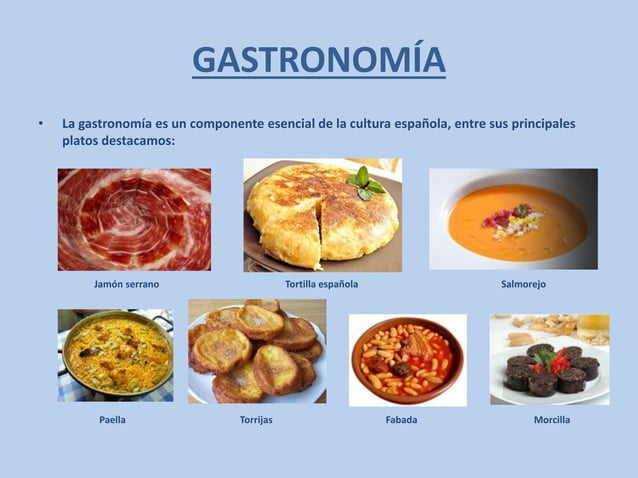 GASTRONOMÍA
• La gastronomía es un componente esencial de la cultura española, entre sus principales
platos destacamos:
Jamón serrano
Tortilla española
Salmorejo
Paella
Torrijas
Fabada
Morcilla